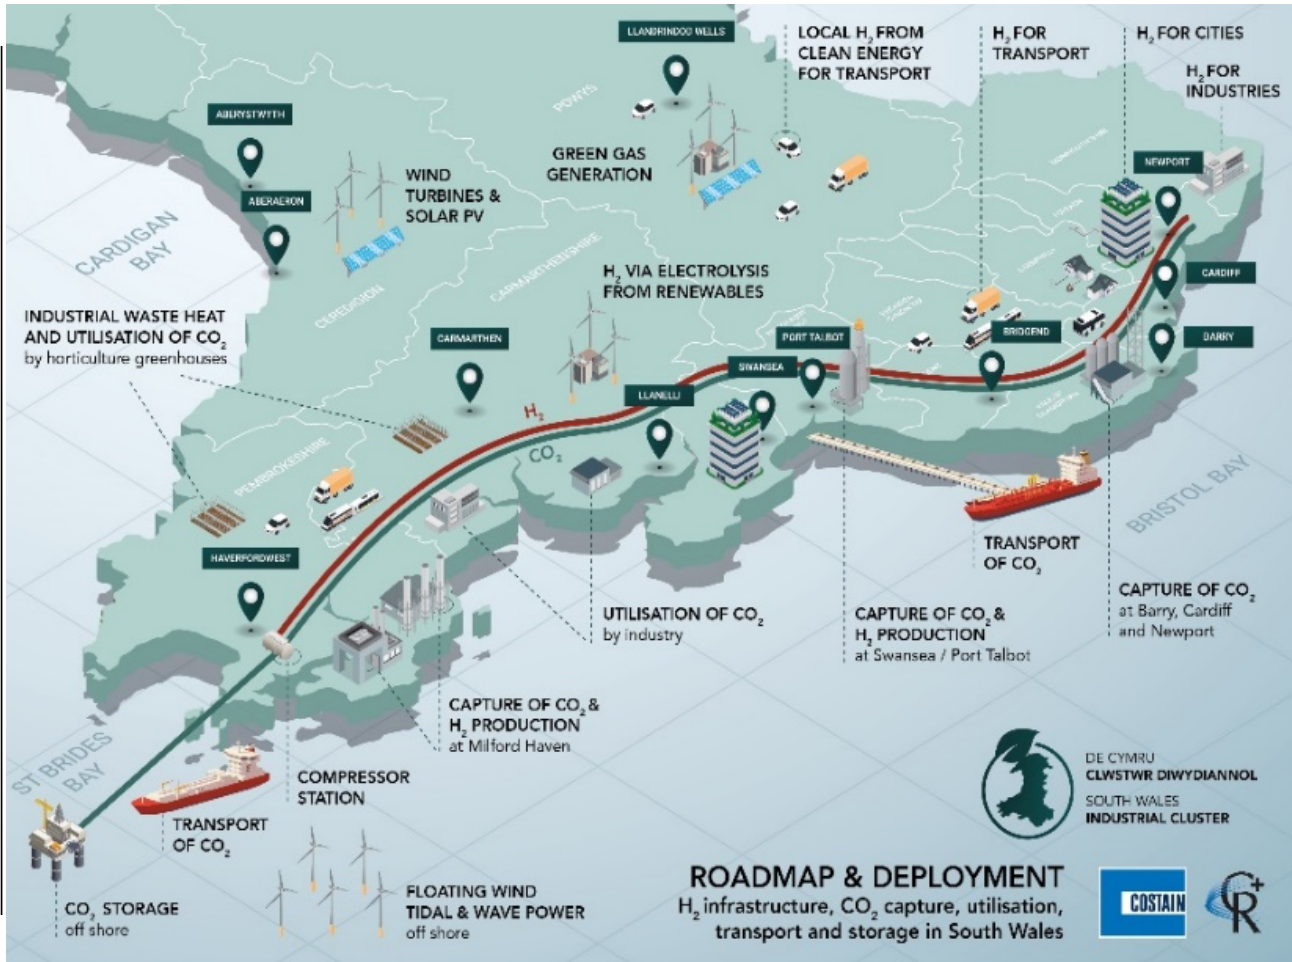 LLANDRINDOD WELLS
LOCAL H₂ FROM
CLEAN ENERGY
FOR TRANSPORT
H₂ FOR
TRANSPORT
H₂ FOR CITIES
H₂ FOR
INDUSTRIES
ABERYSTWYTH
ABERAERON
WIND
TURBINES &
SOLAR PV
POWYS
GREEN GAS
GENERATION
NEWPORT
CARDIGAN
BAY
CEREDIGION
CARMARTHENSHIRE
H₂ VIA ELECTROLYSIS
FROM RENEWABLES
CARDIFF
BARRY
INDUSTRIAL WASTE HEAT
AND UTILISATION OF CO₂
by horticulture greenhouses
CARMARTHEN
PORT TALBOT
BRIDGEND
SWANSEA
LLANELLI
H₂
CO₂
PEMBROKESHIRE
BRISTOL BAY
HAVERFORDWEST
TRANSPORT
OF CO₂
UTILISATION OF CO₂
by industry
CAPTURE OF CO₂ &
H₂ PRODUCTION
at Swansea / Port Talbot
CAPTURE OF CO₂
at Barry, Cardiff
and Newport
CAPTURE OF CO₂ &
H₂ PRODUCTION
at Milford Haven
ST BRIDES
BAY
COMPRESSOR
STATION
TRANSPORT
OF CO₂
DE CYMRU
CLWSTWR DIWYDIANNOL
SOUTH WALES
INDUSTRIAL CLUSTER
CO₂ STORAGE
off shore
FLOATING WIND
TIDAL & WAVE POWER
off shore
ROADMAP & DEPLOYMENT
H₂ infrastructure, CO₂ capture, utilisation,
transport and storage in South Wales
COSTAIN
CR+